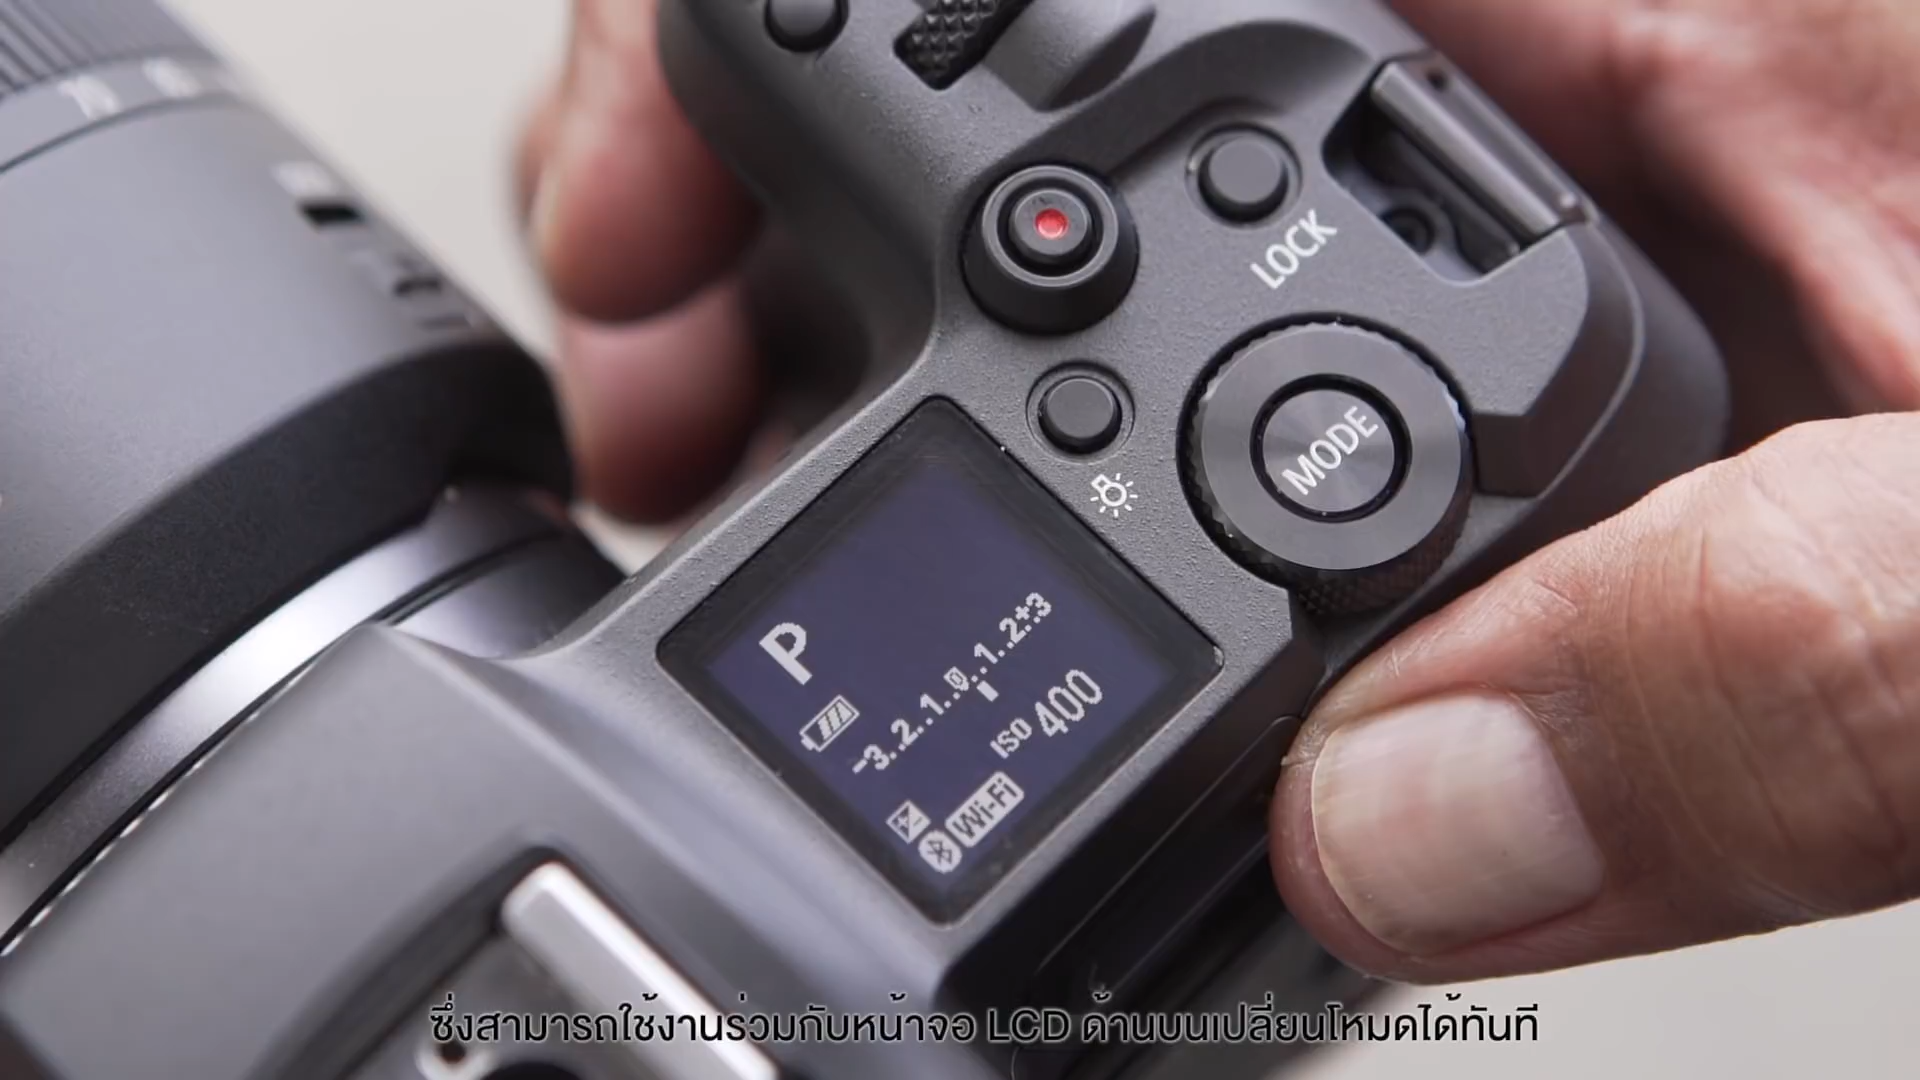 LOCK
MODE
P
-3..2..1..0..1..2.+3
ISO 400
Wi-Fi
ซึ่งสามารถใช้งานร่วมกับหน้าจอ LCD ด้านบนเปลี่ยนโหมดได้ทันที